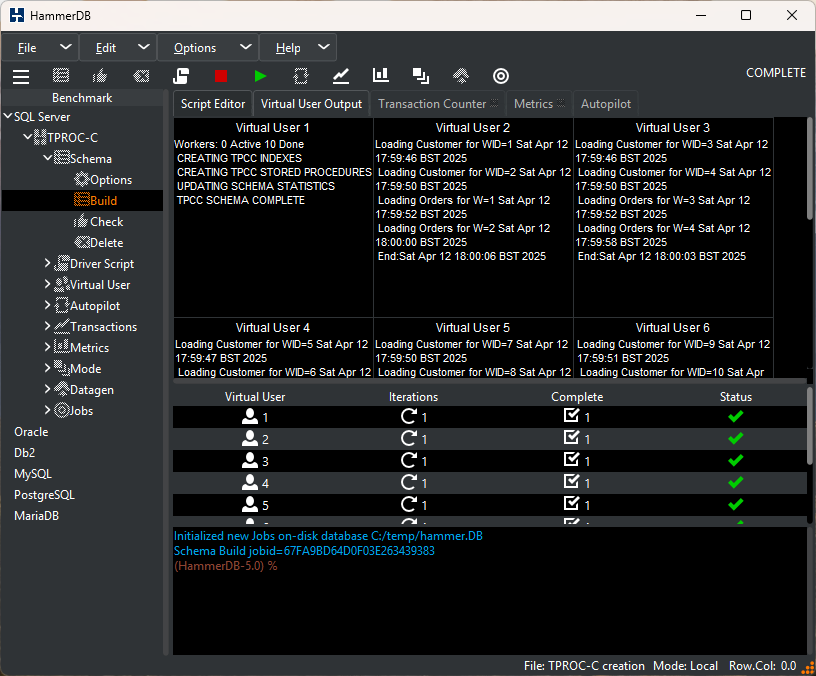 HammerDB
File
Edit
Options
Help
COMPLETE
Benchmark
SQL Server
TPROC-C
Schema
Options
Build
Check
Delete
Driver Script
Virtual User
Autopilot
Transactions
Metrics
Mode
Datagen
Jobs
Oracle
Db2
MySQL
PostgreSQL
MariaDB
Script Editor
Virtual User Output
Transaction Counter
Metrics
Autopilot
Virtual User 1
Workers: 0 Active 10 Done
CREATING TPCC INDEXES
CREATING TPCC STORED PROCEDURES
UPDATING SCHEMA STATISTICS
TPCC SCHEMA COMPLETE
Virtual User 2
Loading Customer for WID=1 Sat Apr 12
17:59:46 BST 2025
Loading Customer for WID=2 Sat Apr 12
17:59:50 BST 2025
Loading Orders for W=1 Sat Apr 12
17:59:52 BST 2025
Loading Orders for W=2 Sat Apr 12
18:00:00 BST 2025
End:Sat Apr 12 18:00:06 BST 2025
Virtual User 3
Loading Customer for WID=3 Sat Apr 12
17:59:46 BST 2025
Loading Customer for WID=4 Sat Apr 12
17:59:50 BST 2025
Loading Orders for W=3 Sat Apr 12
17:59:52 BST 2025
Loading Orders for W=4 Sat Apr 12
17:59:58 BST 2025
End:Sat Apr 12 18:00:03 BST 2025
Virtual User 4
Loading Customer for WID=5 Sat Apr 12
17:59:47 BST 2025
Loading Customer for WID=6 Sat Apr 12
Virtual User 5
Loading Customer for WID=7 Sat Apr 12
17:59:50 BST 2025
Loading Customer for WID=8 Sat Apr 12
Virtual User 6
Loading Customer for WID=9 Sat Apr 12
17:59:51 BST 2025
Loading Customer for WID=10 Sat Apr
Virtual User Iterations Complete Status
1 1 1
2 1 1
3 1 1
4 1 1
5 1 1
Initialized new Jobs on-disk database C:/temp/hammer.DB
Schema Build jobid=67FA9BD64D0F03E263439383
(HammerDB-5.0) %
File: TPROC-C creation Mode: Local Row.Col: 0.0